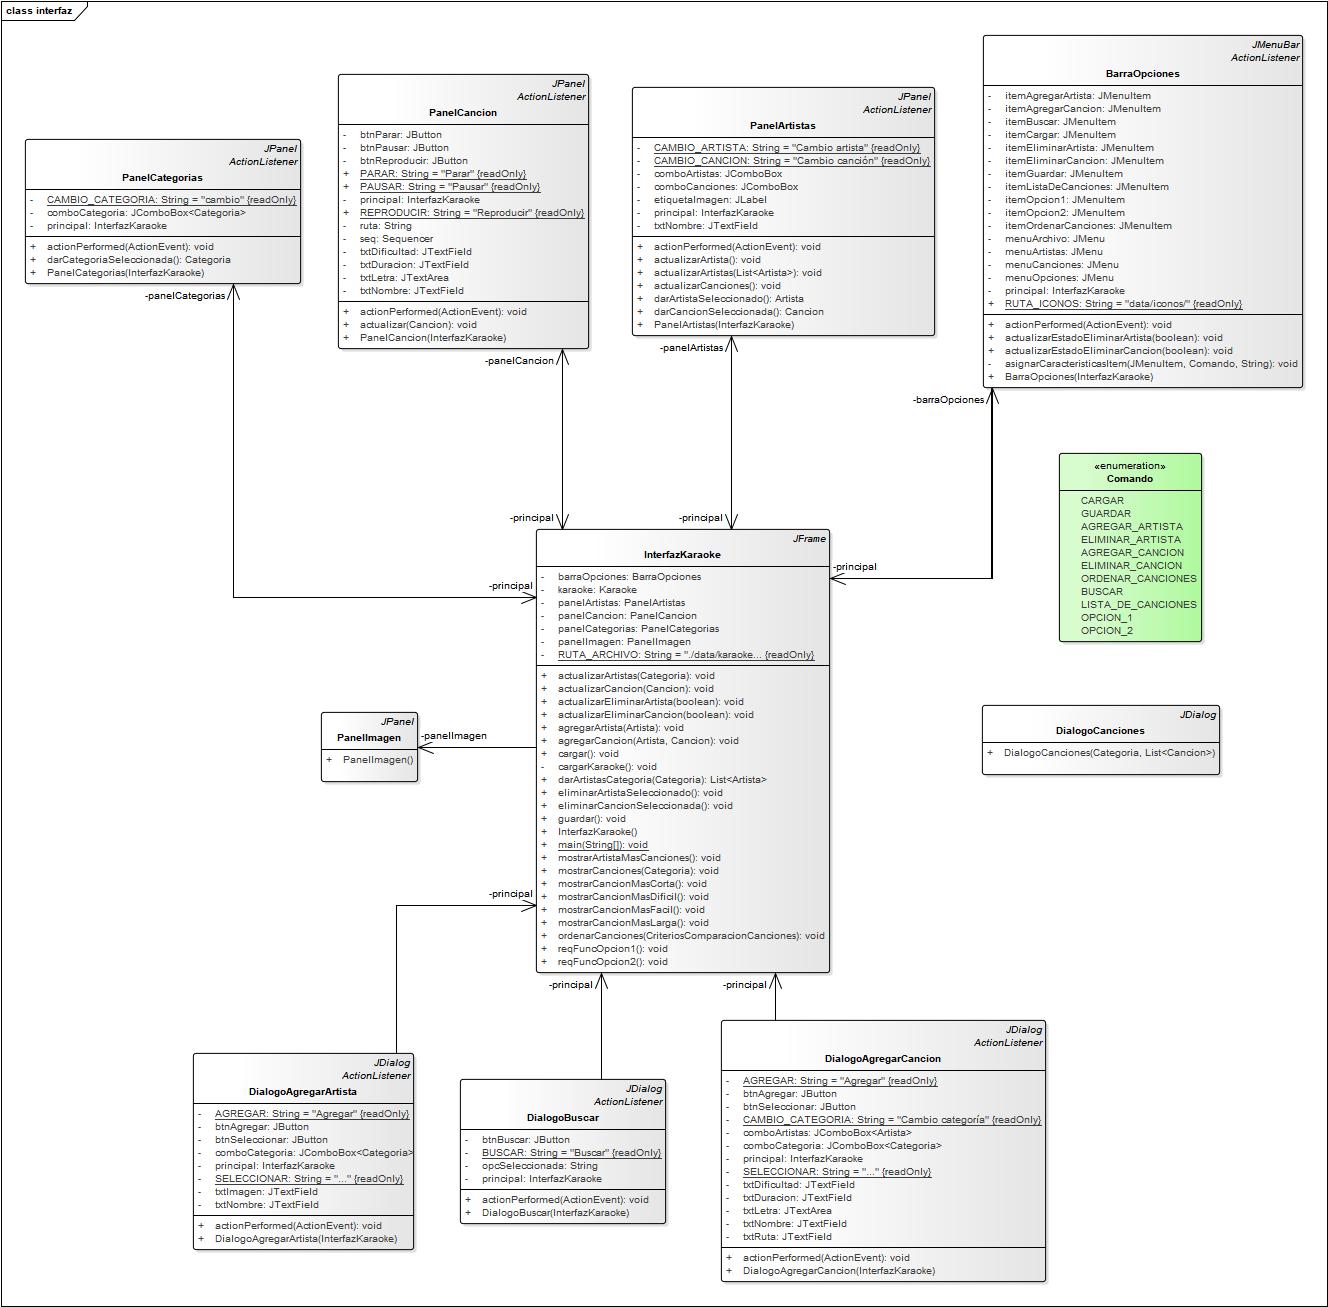 class interfaz
JPanel
ActionListener
PanelCategorias
- CAMBIO_CATEGORIA: String = "cambio" {readOnly}
- comboCategoria: JComboBox<Categoria>
- principal: InterfazKaraoke
+ actionPerformed(ActionEvent): void
+ darCategoriaSeleccionada(): Categoria
+ PanelCategorias(InterfazKaraoke)
-panelCategorias
JPanel
ActionListener
PanelCancion
- btnParar: JButton
- btnPausar: JButton
- btnReproducir: JButton
+ PARAR: String = "Parar" {readOnly}
+ PAUSAR: String = "Pausar" {readOnly}
- principal: InterfazKaraoke
+ REPRODUCIR: String = "Reproducir" {readOnly}
- ruta: String
- seq: Sequencer
- txtDificultad: JTextField
- txtDuracion: JTextField
- txtLetra: JTextArea
- txtNombre: JTextField
+ actionPerformed(ActionEvent): void
+ actualizar(Cancion): void
+ PanelCancion(InterfazKaraoke)
-panelCancion
JPanel
ActionListener
PanelArtistas
- CAMBIO_ARTISTA: String = "Cambio artista" {readOnly}
- CAMBIO_CANCION: String = "Cambio canción" {readOnly}
- comboArtistas: JComboBox
- comboCanciones: JComboBox
- etiquetaImagen: JLabel
- principal: InterfazKaraoke
- txtNombre: JTextField
+ actionPerformed(ActionEvent): void
+ actualizarArtista(): void
+ actualizarArtistas(List<Artista>): void
+ actualizarCanciones(): void
+ darArtistaSeleccionado(): Artista
+ darCancionSeleccionada(): Cancion
+ PanelArtistas(InterfazKaraoke)
-panelArtistas
JMenuBar
ActionListener
BarraOpciones
- itemAgregarArtista: JMenuItem
- itemAgregarCancion: JMenuItem
- itemBuscar: JMenuItem
- itemCargar: JMenuItem
- itemEliminarArtista: JMenuItem
- itemEliminarCancion: JMenuItem
- itemGuardar: JMenuItem
- itemListaDeCanciones: JMenuItem
- itemOpcion1: JMenuItem
- itemOpcion2: JMenuItem
- itemOrdenarCanciones: JMenuItem
- menuArchivo: JMenu
- menuArtistas: JMenu
- menuCanciones: JMenu
- menuOpciones: JMenu
- principal: InterfazKaraoke
+ RUTA_ICONOS: String = "data/iconos/" {readOnly}
+ actionPerformed(ActionEvent): void
+ actualizarEstadoEliminarArtista(boolean): void
+ actualizarEstadoEliminarCancion(boolean): void
- asignarCaracteristicasItem(JMenuItem, Comando, String): void
+ BarraOpciones(InterfazKaraoke)
-barraOpciones
«enumeration»
Comando
CARGAR
GUARDAR
AGREGAR_ARTISTA
ELIMINAR_ARTISTA
AGREGAR_CANCION
ELIMINAR_CANCION
ORDENAR_CANCIONES
BUSCAR
LISTA_DE_CANCIONES
OPCION_1
OPCION_2
-principal
-principal
-principal
-principal
JFrame
InterfazKaraoke
- barraOpciones: BarraOpciones
- karaoke: Karaoke
- panelArtistas: PanelArtistas
- panelCancion: PanelCancion
- panelCategorias: PanelCategorias
- panelImagen: PanelImagen
- RUTA_ARCHIVO: String = "./data/karaoke... {readOnly}
+ actualizarArtistas(Categoria): void
+ actualizarCancion(Cancion): void
+ actualizarEliminarArtista(boolean): void
+ actualizarEliminarCancion(boolean): void
+ agregarArtista(Artista): void
+ agregarCancion(Artista, Cancion): void
+ cargar(): void
- cargarKaraoke(): void
+ darArtistasCategoria(Categoria): List<Artista>
+ eliminarArtistaSeleccionado(): void
+ eliminarCancionSeleccionada(): void
+ guardar(): void
+ InterfazKaraoke()
+ main(String[]): void
+ mostrarArtistaMasCanciones(): void
+ mostrarCanciones(Categoria): void
+ mostrarCancionMasCorta(): void
+ mostrarCancionMasDificil(): void
+ mostrarCancionMasFacil(): void
+ mostrarCancionMasLarga(): void
+ ordenarCanciones(CriteriosComparacionCanciones): void
+ reqFuncOpcion1(): void
+ reqFuncOpcion2(): void
JPanel
PanelImagen
+ PanelImagen()
-panelImagen
JDialog
DialogoCanciones
+ DialogoCanciones(Categoria, List<Cancion>)
-principal
-principal
-principal
JDialog
ActionListener
DialogoAgregarArtista
- AGREGAR: String = "Agregar" {readOnly}
- btnAgregar: JButton
- btnSeleccionar: JButton
- comboCategoria: JComboBox<Categoria>
- principal: InterfazKaraoke
- SELECCIONAR: String = "..." {readOnly}
- txtImagen: JTextField
- txtNombre: JTextField
+ actionPerformed(ActionEvent): void
+ DialogoAgregarArtista(InterfazKaraoke)
JDialog
ActionListener
DialogoBuscar
- btnBuscar: JButton
- BUSCAR: String = "Buscar" {readOnly}
- opcSeleccionada: String
- principal: InterfazKaraoke
+ actionPerformed(ActionEvent): void
+ DialogoBuscar(InterfazKaraoke)
JDialog
ActionListener
DialogoAgregarCancion
- AGREGAR: String = "Agregar" {readOnly}
- btnAgregar: JButton
- btnSeleccionar: JButton
- CAMBIO_CATEGORIA: String = "Cambio categoría" {readOnly}
- comboArtistas: JComboBox<Artista>
- comboCategoria: JComboBox<Categoria>
- principal: InterfazKaraoke
- SELECCIONAR: String = "..." {readOnly}
- txtDificultad: JTextField
- txtDuracion: JTextField
- txtLetra: JTextArea
- txtNombre: JTextField
- txtRuta: JTextField
+ actionPerformed(ActionEvent): void
+ DialogoAgregarCancion(InterfazKaraoke)